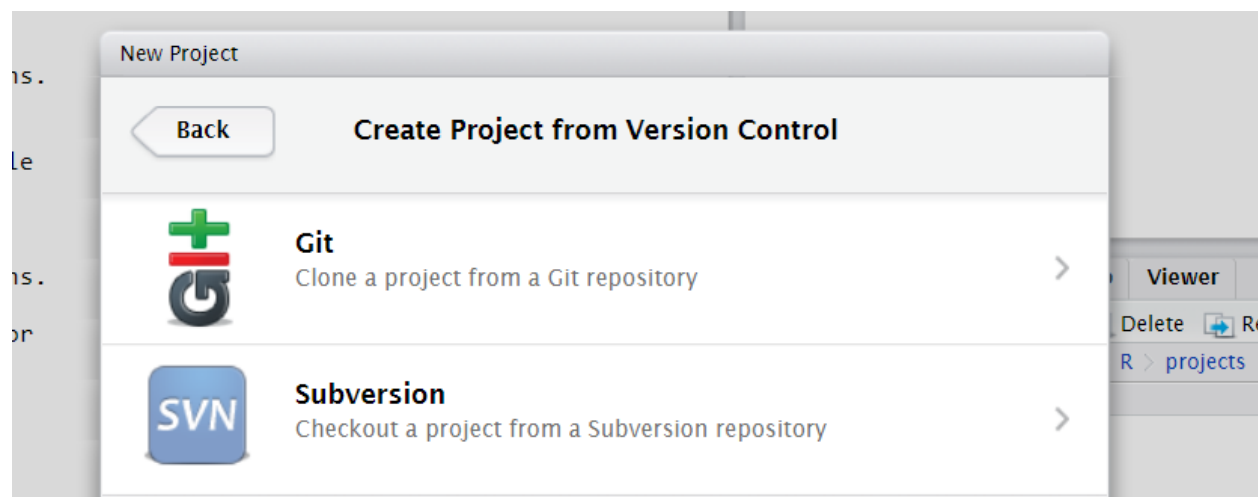 New Project
ns.
Back
Create Project from Version Control
le
Git
Clone a project from a Git repository
ns.
Viewer
or
Delete
Re
R > projects
Subversion
SVN
Checkout a project from a Subversion repository